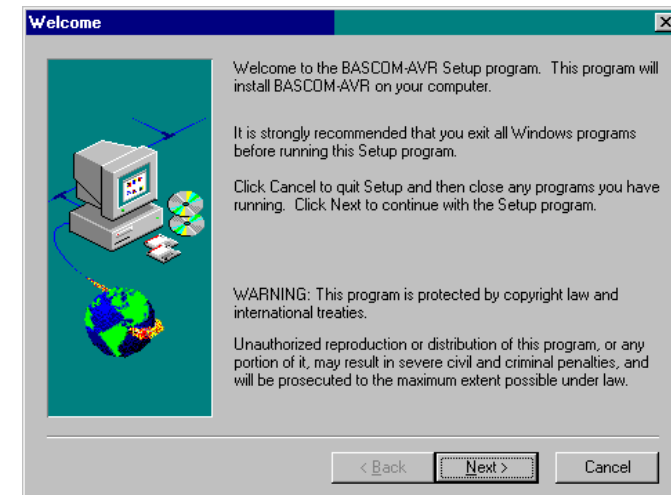 Welcome
Welcome to the BASCOM-AVR Setup program. This program will
install BASCOM-AVR on your computer.
It is strongly recommended that you exit all Windows programs
before running this Setup program.
Click Cancel to quit Setup and then close any programs you have
running. Click Next to continue with the Setup program.
WARNING: This program is protected by copyright law and
international treaties.
Unauthorized reproduction or distribution of this program, or any
portion of it, may result in severe civil and criminal penalties, and
will be prosecuted to the maximum extent possible under law.
< Back
Next >
Cancel